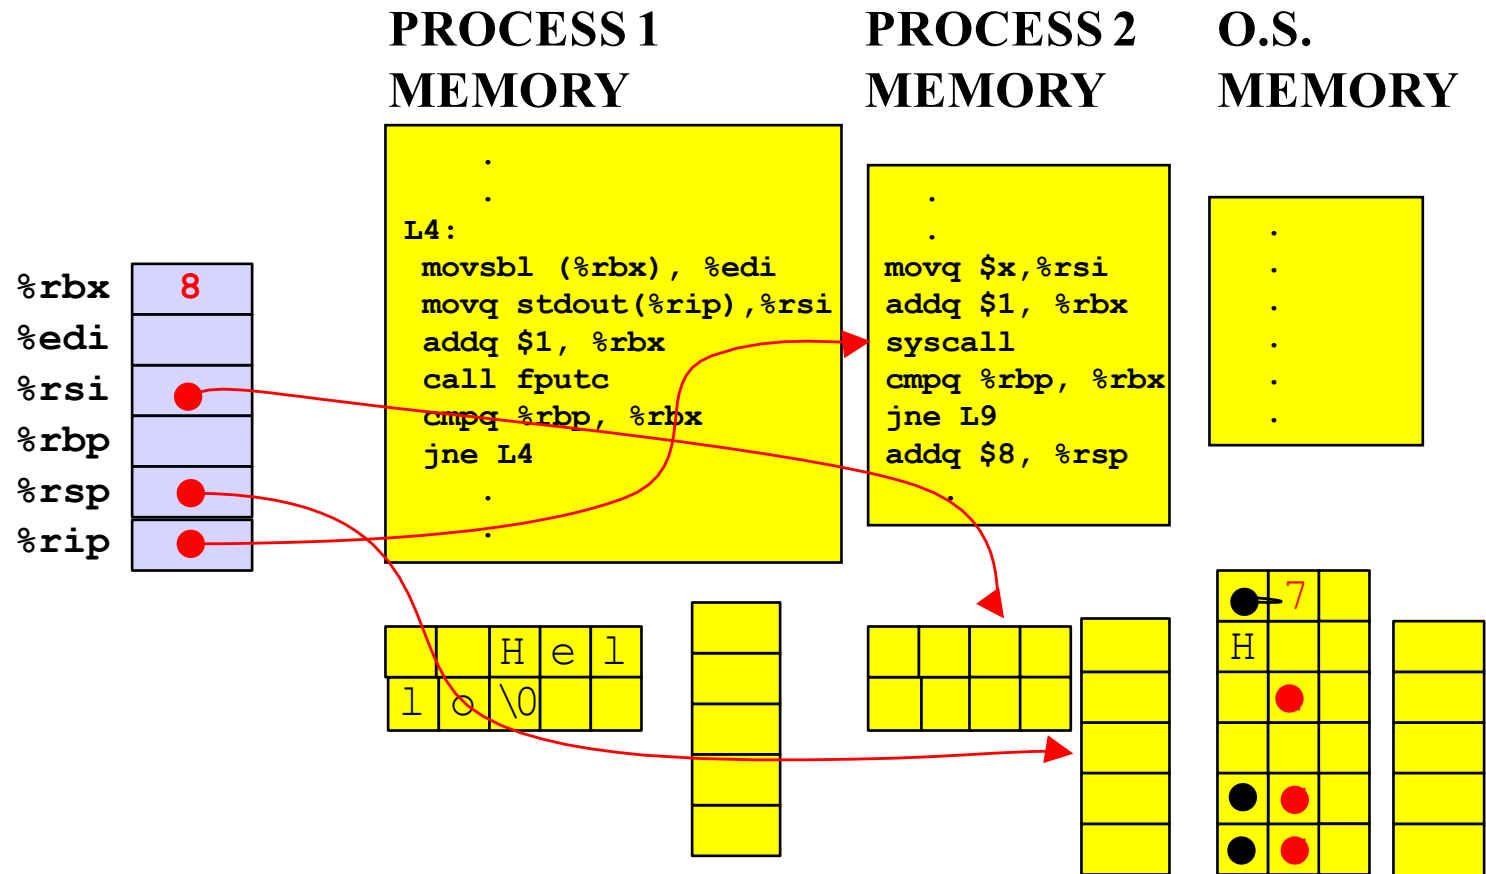 PROCESS 1
MEMORY
PROCESS 2
MEMORY
O.S.
MEMORY
%rbx 8
%edi
%rsi
%rbp
%rsp
%rip
.
.
L4:
movsbl (%rbx), %edi
movq stdout(%rip),%rsi
addq $1, %rbx
call fputc
cmpq %rbp, %rbx
jne L4
.
.
.
.
movq $x,%rsi
addq $1, %rbx
syscall
cmpq %rbp, %rbx
jne L9
addq $8, %rsp
.
.
.
.
.
.
.
H e l
l o \0
7
H